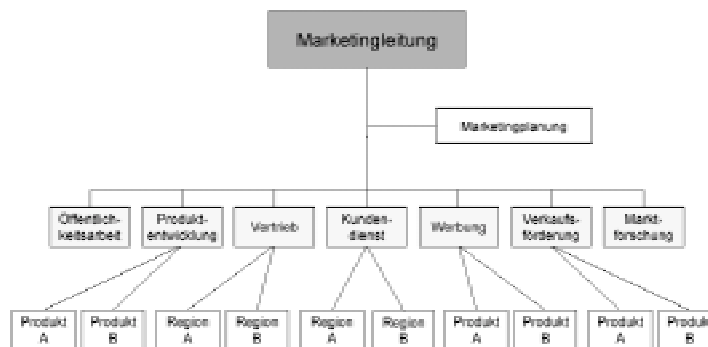 Marketingleitung
Marketingplanung
Öffentlich-
keitsarbeit
Produkt-
entwicklung
Vertrieb
Kunden-
dienst
Werbung
Verkaufs-
förderung
Markt-
forschung
Produkt
A
Produkt
B
Region
A
Region
B
Region
A
Region
B
Produkt
A
Produkt
B
Produkt
A
Produkt
B